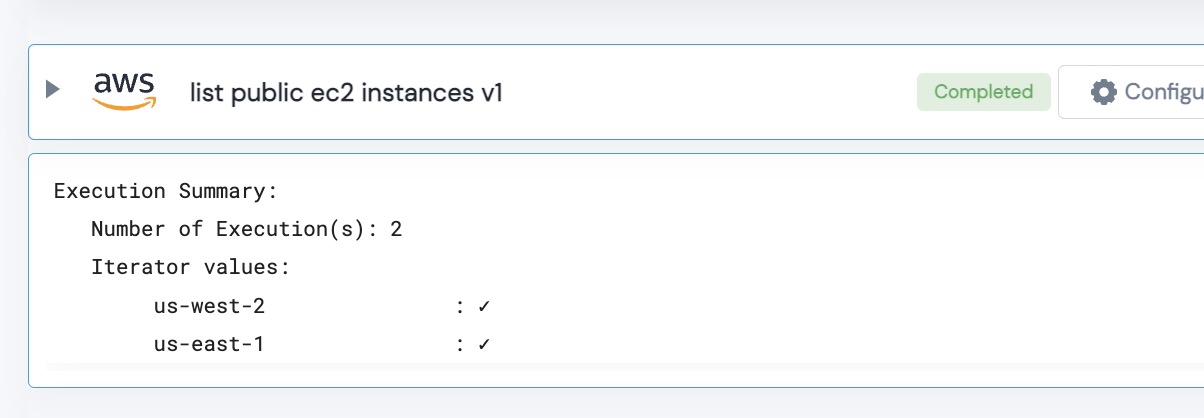 aws
list public ec2 instances v1
Completed
Configu
Execution Summary:
Number of Execution(s): 2
Iterator values:
us-west-2 : ✓
us-east-1 : ✓